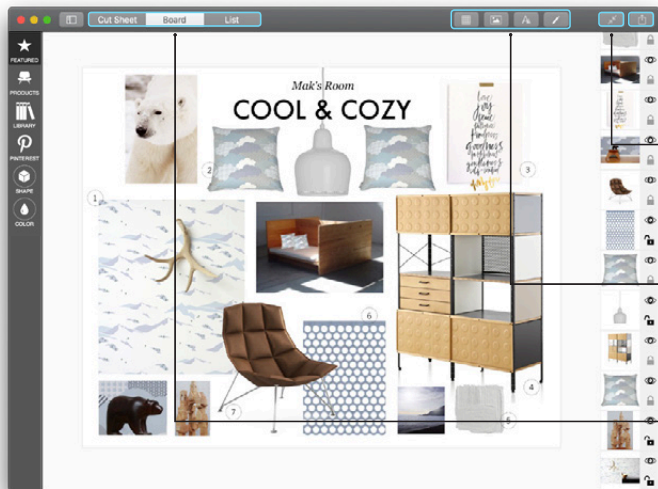 Cut Sheet
Board
List
FEATURED
PRODUCTS
LIBRARY
PINTEREST
SHAPE
COLOR
Mak's Room
COOL & COZY
2
3
1
6
7
4
5